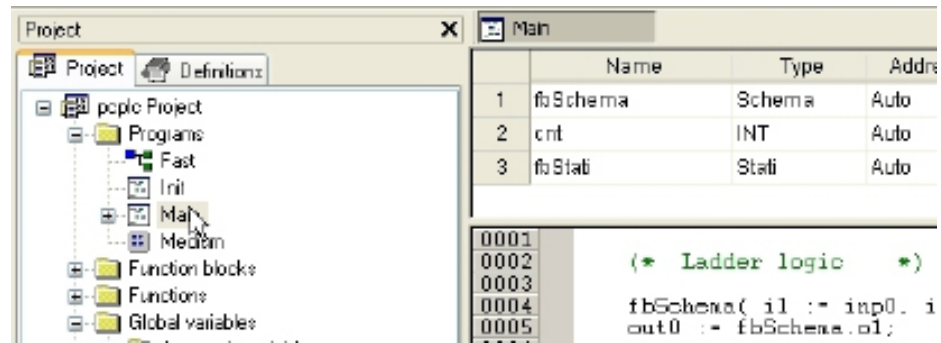 Project
Project Definitions
pcplc Project
Programs
Fast
Init
Main
Medium
Function blocks
Functions
Global variables
Main
Name Type Addre
1 fbSchema Schema Auto
2 cnt INT Auto
3 fbStati Stati Auto
0001
0002 (* Ladder logic *)
0003
0004 fbSchema( i1 := inp0, i
0005 out0 := fbSchema.o1;